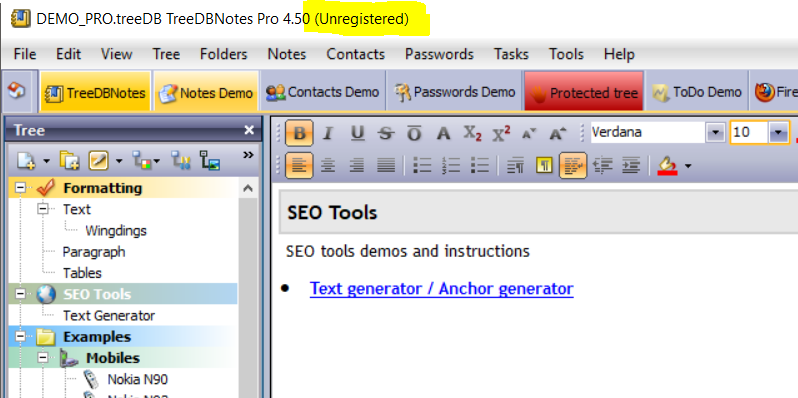 DEMO_PRO.treeDB TreeDBNotes Pro 4.50 (Unregistered)
File Edit View Tree Folders Notes Contacts Passwords Tasks Tools Help
TreeDBNotes Notes Demo Contacts Demo Passwords Demo Protected tree ToDo Demo Fire
Tree
B I U S O A X2 X2 A A Verdana 10
Formatting
Text
Wingdings
Paragraph
Tables
SEO Tools
Text Generator
Examples
Mobiles
Nokia N90
SEO Tools
SEO tools demos and instructions
• Text generator / Anchor generator